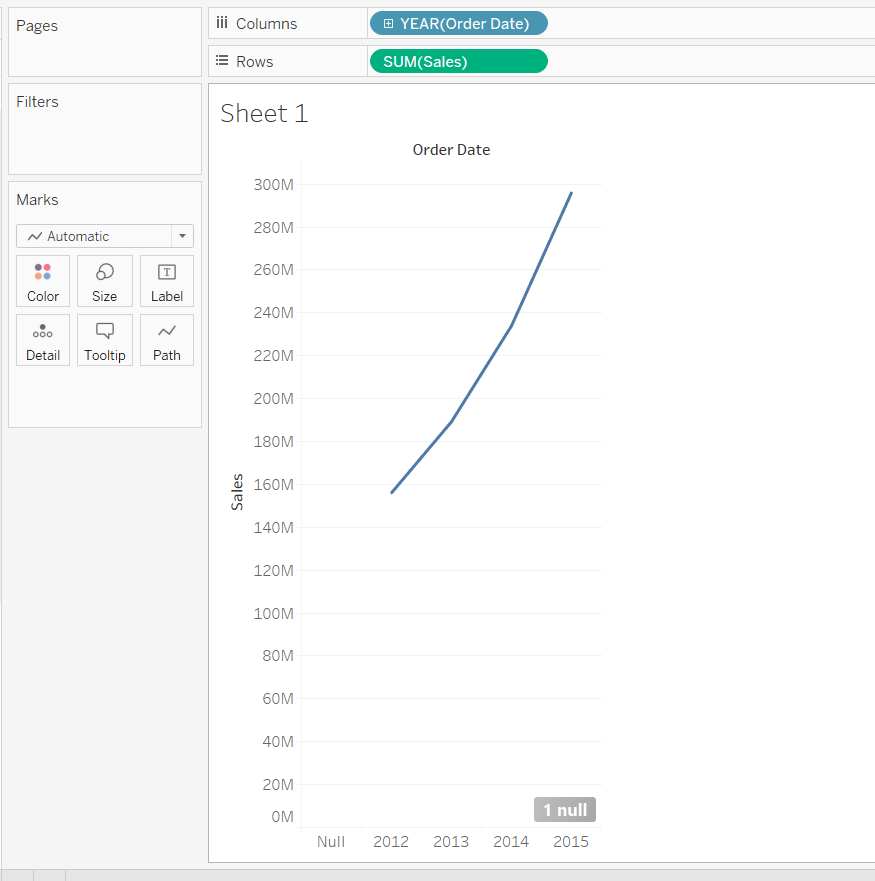 Pages
Columns
YEAR(Order Date)
Rows
SUM(Sales)
Filters
Marks
Automatic
Color
Size
Label
Detail
Tooltip
Path
Sheet 1
Order Date
Sales
300M
280M
260M
240M
220M
200M
180M
160M
140M
120M
100M
80M
60M
40M
20M
0M
1 null
Null 2012 2013 2014 2015